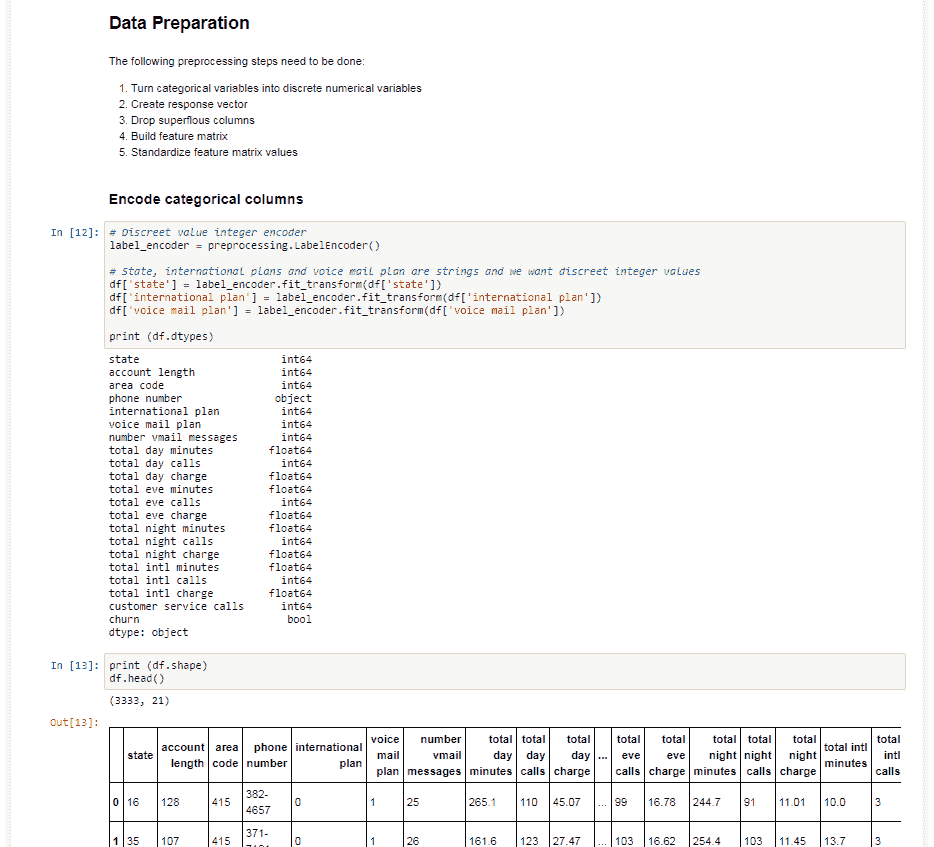 Data Preparation
The following preprocessing steps need to be done:
1. Turn categorical variables into discrete numerical variables
2. Create response vector
3. Drop superflous columns
4. Build feature matrix
5. Standardize feature matrix values
Encode categorical columns
In [12]: # Discreet value integer encoder
label_encoder = preprocessing.LabelEncoder()
# State, international plans and voice mail plan are strings and we want discreet integer values
df['state'] = label_encoder.fit_transform(df['state'])
df['international plan'] = label_encoder.fit_transform(df['international plan'])
df['voice mail plan'] = label_encoder.fit_transform(df['voice mail plan'])
print (df.dtypes)
state int64
account length int64
area code int64
phone number object
international plan int64
voice mail plan int64
number vmail messages int64
total day minutes float64
total day calls int64
total day charge float64
total eve minutes float64
total eve calls int64
total eve charge float64
total night minutes float64
total night calls int64
total night charge float64
total intl minutes float64
total intl calls int64
total intl charge float64
customer service calls int64
churn bool
dtype: object
In [13]: print (df.shape)
df.head()
(3333, 21)
Out[13]:
state account length area code phone number international plan voice mail plan number vmail messages total day minutes total day calls total day charge ... total eve calls total eve charge total night minutes total night calls total night charge total intl minutes total intl calls
0 16 128 415 382-4657 0 1 25 265.1 110 45.07 ... 99 16.78 244.7 91 11.01 10.0 3
1 35 107 415 371- 0 1 26 161.6 123 27.47 ... 103 16.62 254.4 103 11.45 13.7 3